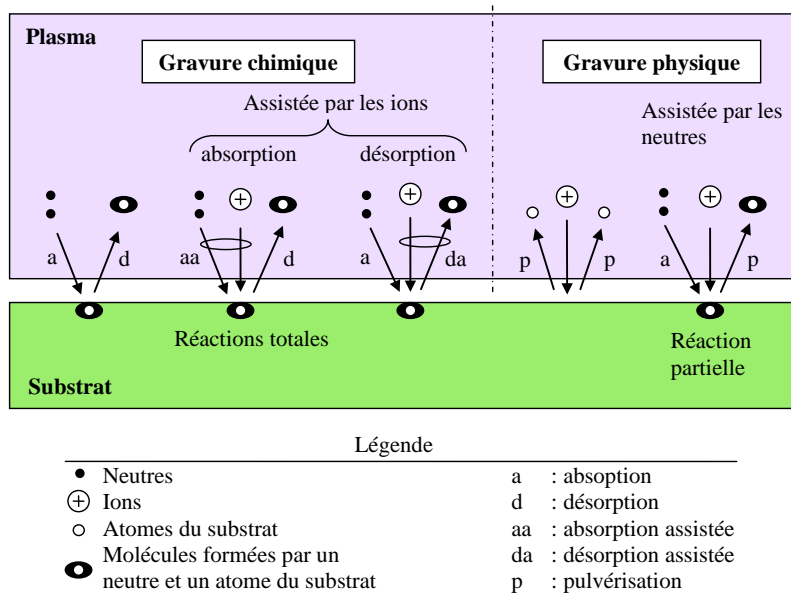 Plasma
Gravure chimique
Gravure physique
Assistée par les ions
absorption
désorption
Assistée par les
neutres
a
d
aa
d
a
da
p
p
a
p
Réactions totales
Réaction
partielle
Substrat
Légende
Neutres
Ions
Atomes du substrat
Molécules formées par un
neutre et un atome du substrat
a : absoption
d : désorption
aa : absorption assistée
da : désorption assistée
p : pulvérisation